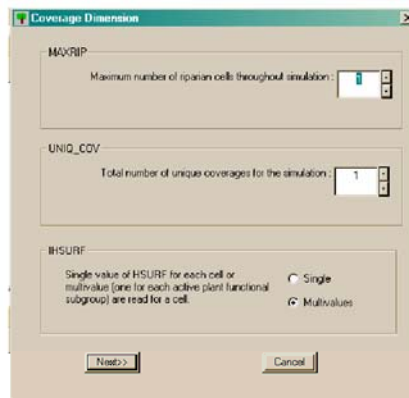 Coverage Dimension
MAXRIP
Maximum number of riparian cells throughout simulation :
1
UNIQ_COV
Total number of unique coverages for the simulation :
1
IHSURF
Single value of HSURF for each cell or
multivalue (one for each active plant functional
subgroup) are read for a cell.
Single
Multivalues
Next>>
Cancel